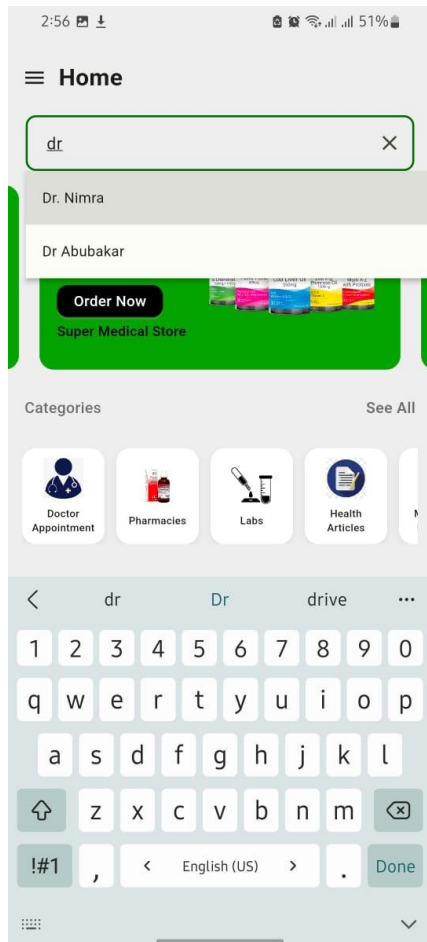 2:56 51%
Home
dr
Dr. Nimra
Dr Abubakar
Order Now
Super Medical Store
Categories See All
Doctor Appointment
Pharmacies
Labs
Health Articles
dr Dr drive
1 2 3 4 5 6 7 8 9 0
q w e r t y u i o p
a s d f g h j k l
z x c v b n m
!#1 , < English (US) > . Done